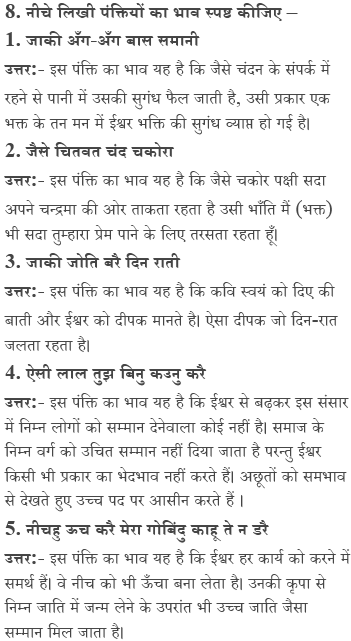 8. नीचे लिखी पंक्तियों का भाव स्पष्ट कीजिए –
1. जाकी अँग-अँग बास समानी
उत्तर:- इस पंक्ति का भाव यह है कि जैसे चंदन के संपर्क में
रहने से पानी में उसकी सुगंध फैल जाती है, उसी प्रकार एक
भक्त के तन मन में ईश्वर भक्ति की सुगंध व्याप्त हो गई है।
2. जैसे चितवत चंद चकोरा
उत्तर:- इस पंक्ति का भाव यह है कि जैसे चकोर पक्षी सदा
अपने चन्द्रमा की ओर ताकता रहता है उसी भाँति मैं (भक्त)
भी सदा तुम्हारा प्रेम पाने के लिए तरसता रहता हूँ।
3. जाकी जोति बरै दिन राती
उत्तर:- इस पंक्ति का भाव यह है कि कवि स्वयं को दिए की
बाती और ईश्वर को दीपक मानते है। ऐसा दीपक जो दिन-रात
जलता रहता है।
4. ऐसी लाल तुझ बिनु कउनु करै
उत्तर:- इस पंक्ति का भाव यह है कि ईश्वर से बढ़कर इस संसार
में निम्न लोगों को सम्मान देनेवाला कोई नहीं है। समाज के
निम्न वर्ग को उचित सम्मान नहीं दिया जाता है परन्तु ईश्वर
किसी भी प्रकार का भेदभाव नहीं करते हैं। अछूतों को समभाव
से देखते हुए उच्च पद पर आसीन करते हैं ।
5. नीचहु ऊच करै मेरा गोबिंदु काहू ते न डरै
उत्तर:- इस पंक्ति का भाव यह है कि ईश्वर हर कार्य को करने में
समर्थ हैं। वे नीच को भी ऊँचा बना लेता है। उनकी कृपा से
निम्न जाति में जन्म लेने के उपरांत भी उच्च जाति जैसा
सम्मान मिल जाता है।